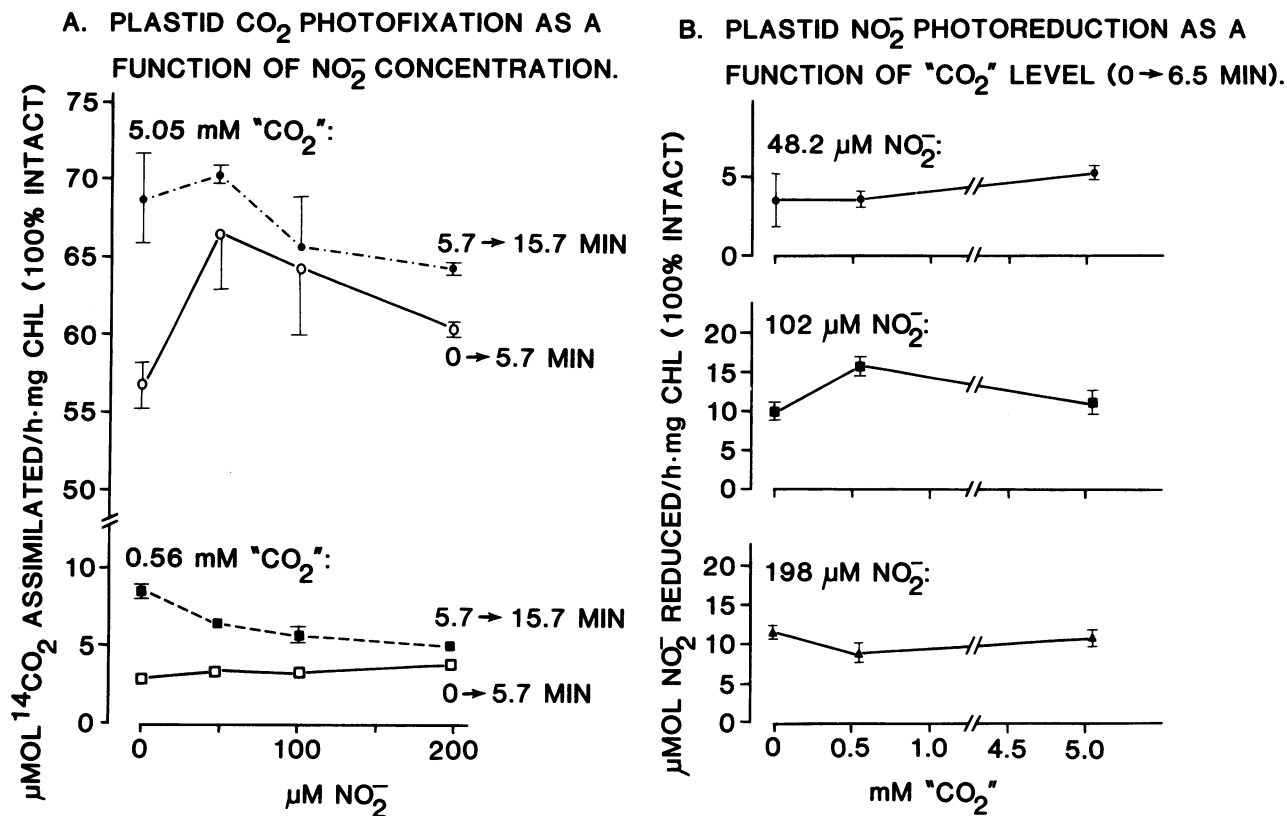 A. PLASTID CO₂ PHOTOFIXATION AS A
FUNCTION OF NO₂⁻ CONCENTRATION.
μMOL ¹⁴CO₂ ASSIMILATED/h·mg CHL (100% INTACT)
75
70
65
60
55
50
10
5
0
5.05 mM "CO₂":
5.7→15.7 MIN
0→5.7 MIN
0.56 mM "CO₂":
5.7→15.7 MIN
0→5.7 MIN
0 100 200
μM NO₂⁻
B. PLASTID NO₂⁻ PHOTOREDUCTION AS A
FUNCTION OF "CO₂" LEVEL (0→6.5 MIN).
μMOL NO₂⁻ REDUCED/h·mg CHL (100% INTACT)
48.2 μM NO₂⁻:
5
0
102 μM NO₂⁻:
20
15
10
5
0
198 μM NO₂⁻:
20
15
10
5
0
0 0.5 1.0 4.5 5.0
mM "CO₂"